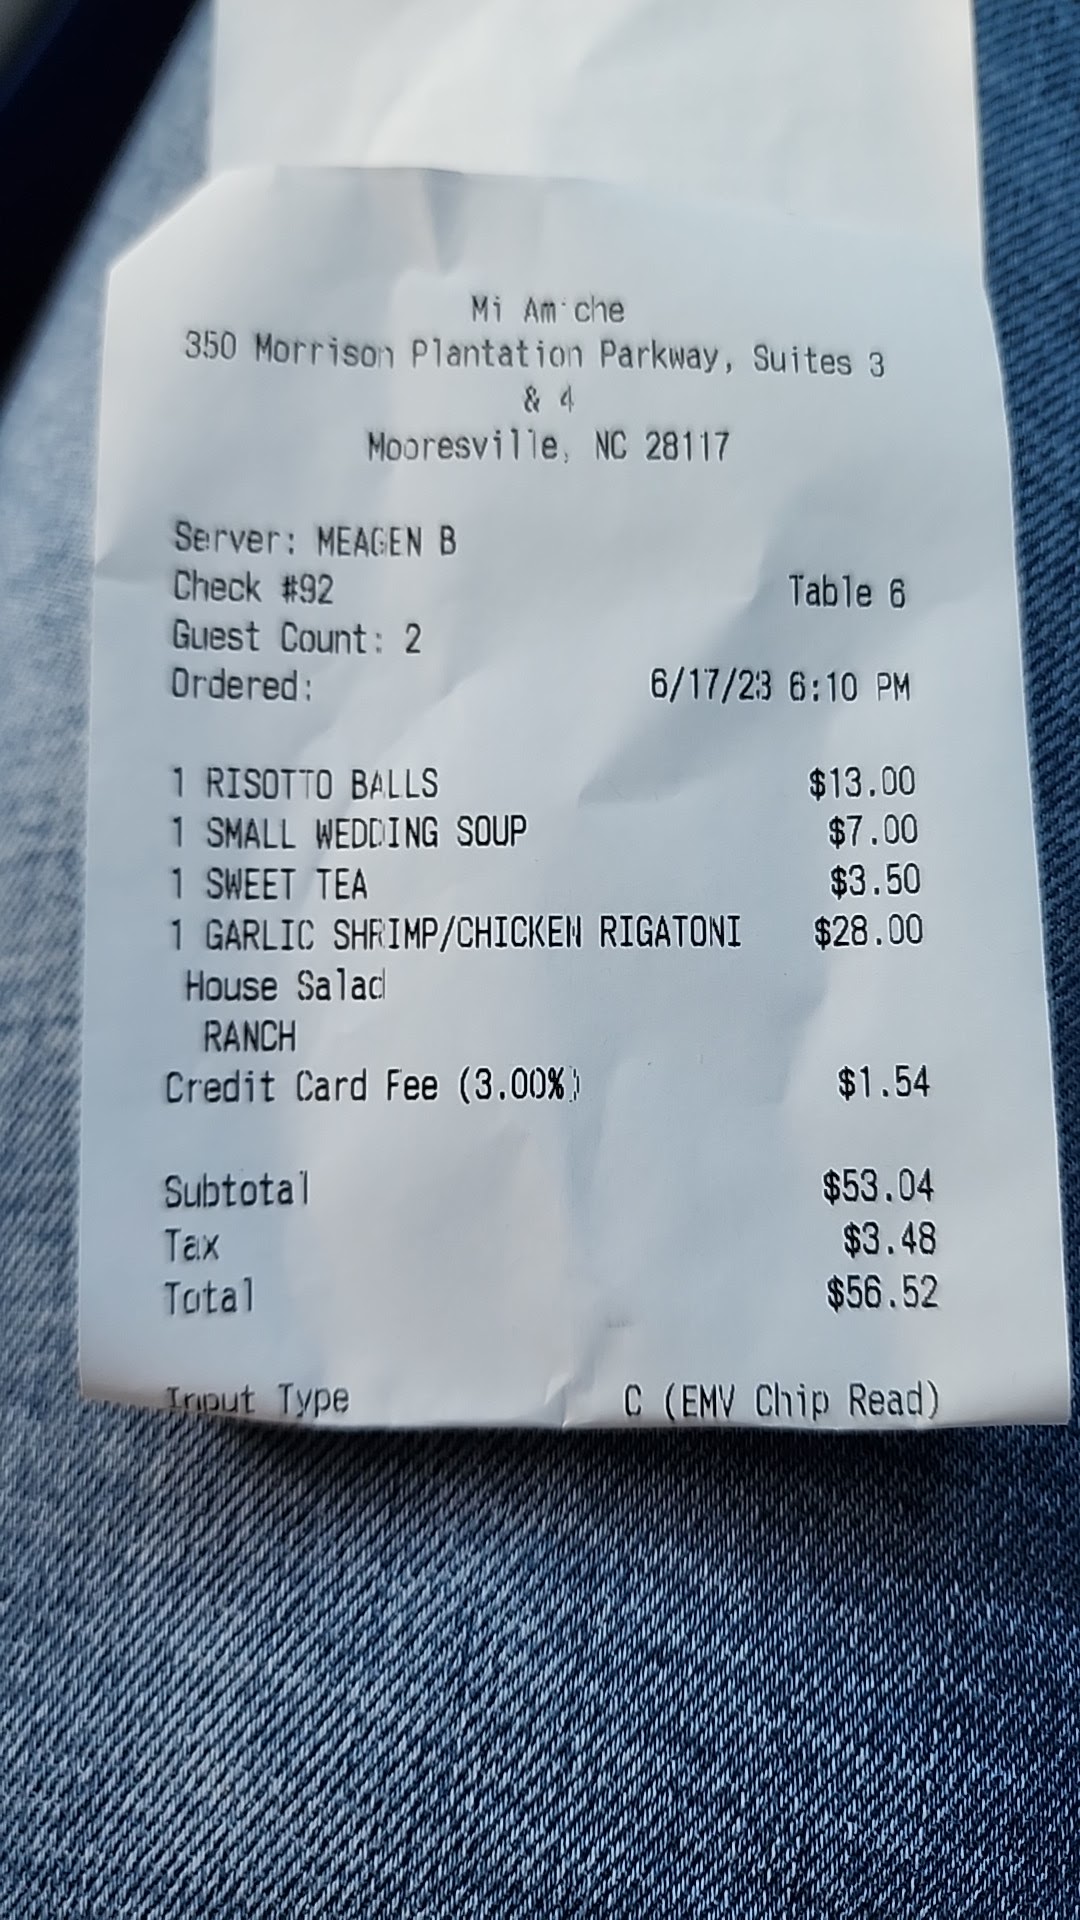 Mi Amiche
350 Morrison Plantation Parkway, Suites 3
& 4
Mooresville, NC 28117
Server: MEAGEN B
Check #92 Table 6
Guest Count: 2
Ordered: 6/17/23 6:10 PM
1 RISOTTO BALLS $13.00
1 SMALL WEDDING SOUP $7.00
1 SWEET TEA $3.50
1 GARLIC SHRIMP/CHICKEN RIGATONI $28.00
House Salad
RANCH
Credit Card Fee (3.00%) $1.54
Subtotal $53.04
Tax $3.48
Total $56.52
Input Type C (EMV Chip Read)